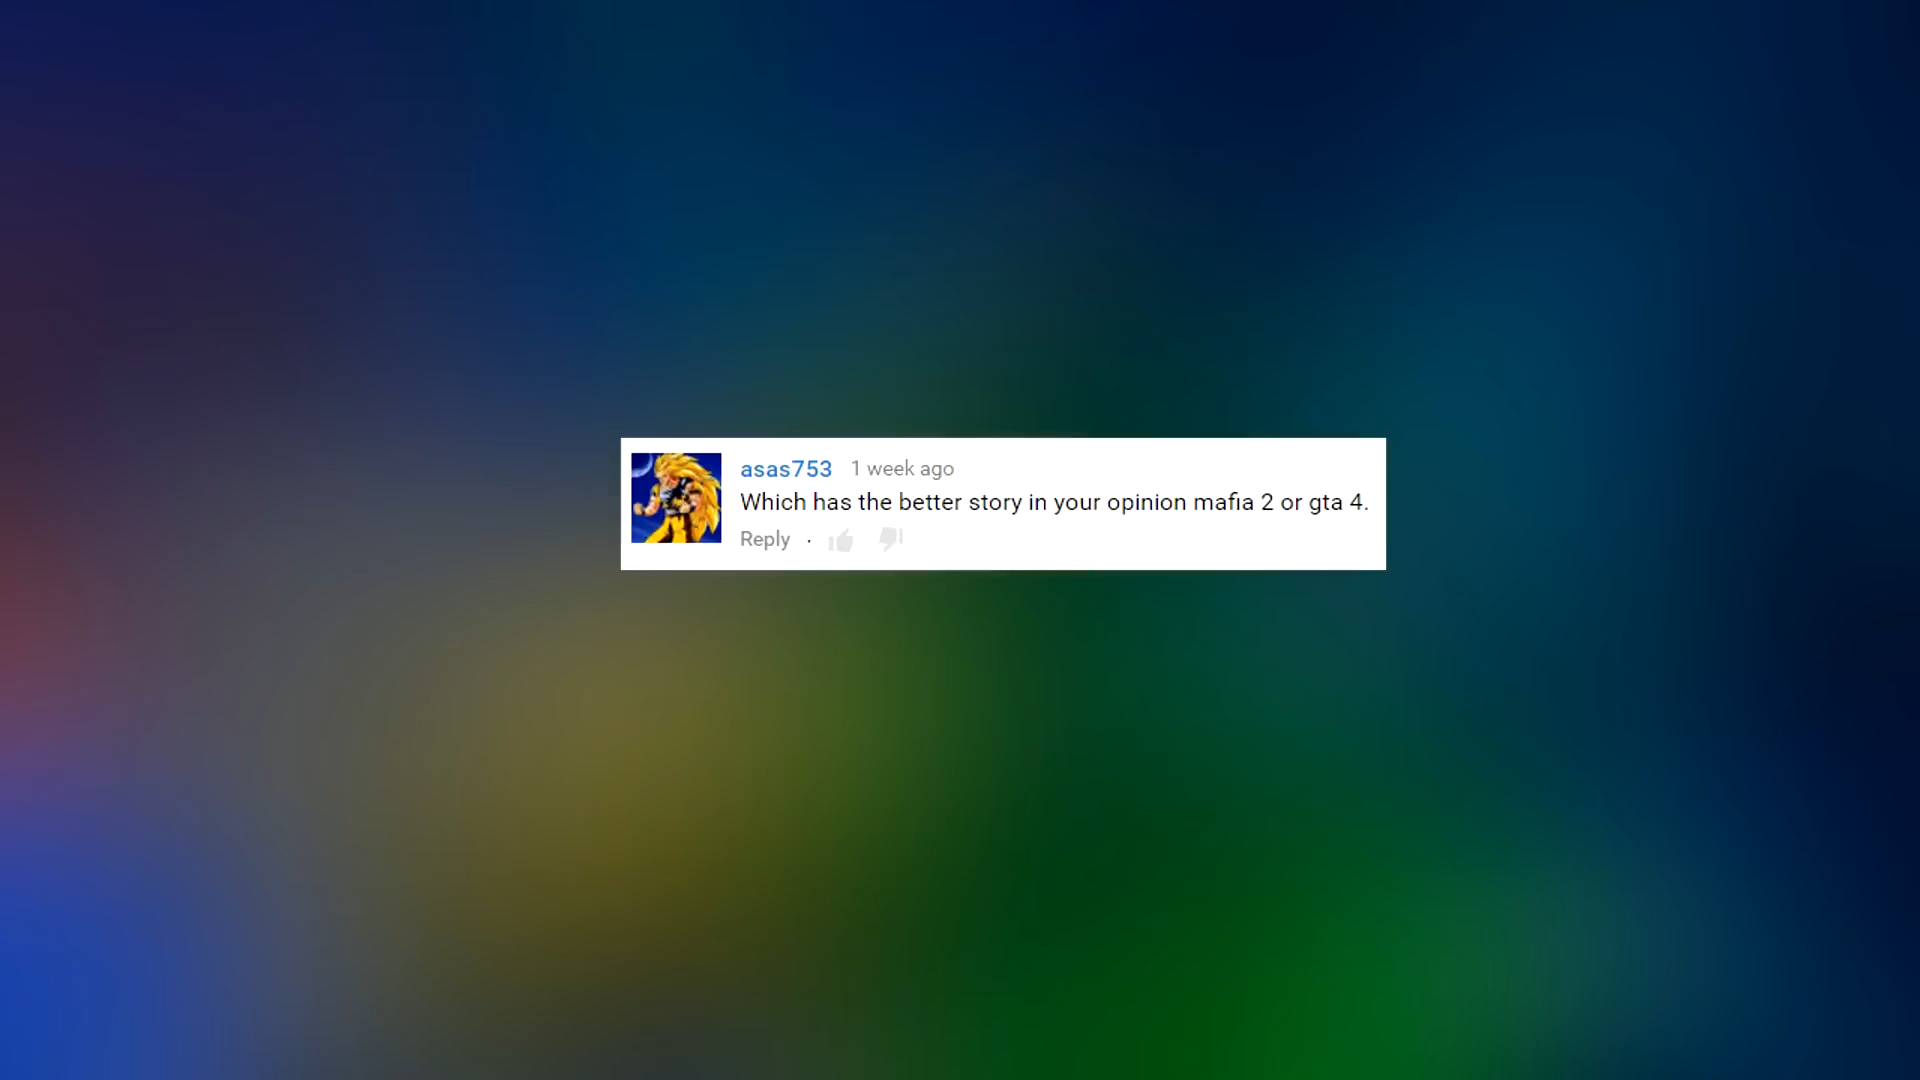 asas753 1 week ago
Which has the better story in your opinion mafia 2 or gta 4.
Reply ·